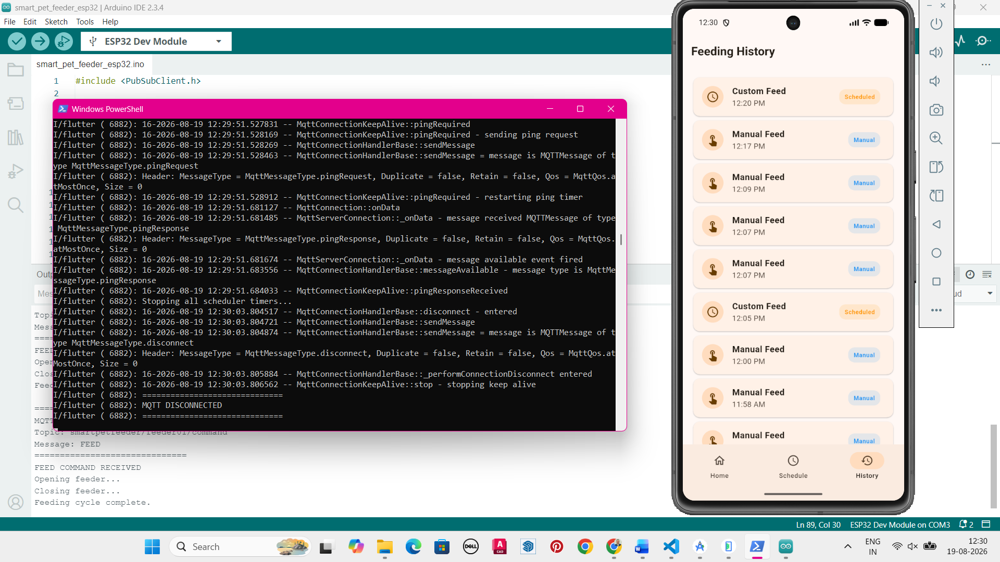 smart_pet_feeder_esp32 | Arduino IDE 2.3.4
File Edit Sketch Tools Help
ESP32 Dev Module
smart_pet_feeder_esp32.ino
1 #include <PubSubClient.h>
2
Windows PowerShell
I/flutter ( 6882): 16-2026-08-19 12:29:51.527831 -- MqttConnectionKeepAlive::pingRequired
I/flutter ( 6882): 16-2026-08-19 12:29:51.528169 -- MqttConnectionKeepAlive::pingRequired - sending ping request
I/flutter ( 6882): 16-2026-08-19 12:29:51.528269 -- MqttConnectionHandlerBase::sendMessage
I/flutter ( 6882): 16-2026-08-19 12:29:51.528463 -- MqttConnectionHandlerBase::sendMessage = message is MQTTMessage of t
ype MqttMessageType.pingRequest
I/flutter ( 6882): Header: MessageType = MqttMessageType.pingRequest, Duplicate = false, Retain = false, Qos = MqttQos.a
tMostOnce, Size = 0
I/flutter ( 6882): 16-2026-08-19 12:29:51.528912 -- MqttConnectionKeepAlive::pingRequired - restarting ping timer
I/flutter ( 6882): 16-2026-08-19 12:29:51.681127 -- MqttConnection::onData
I/flutter ( 6882): 16-2026-08-19 12:29:51.681485 -- MqttServerConnection::_onData - message received MQTTMessage of type
MqttMessageType.pingResponse
I/flutter ( 6882): Header: MessageType = MqttMessageType.pingResponse, Duplicate = false, Retain = false, Qos = MqttQos.
atMostOnce, Size = 0
I/flutter ( 6882): 16-2026-08-19 12:29:51.681674 -- MqttServerConnection::_onData - message available event fired
I/flutter ( 6882): 16-2026-08-19 12:29:51.683556 -- MqttConnectionHandlerBase::messageAvailable - message type is MqttMe
ssageType.pingResponse
I/flutter ( 6882): 16-2026-08-19 12:29:51.684033 -- MqttConnectionKeepAlive::pingResponseReceived
I/flutter ( 6882): Stopping all scheduler timers...
I/flutter ( 6882): 16-2026-08-19 12:30:03.804517 -- MqttConnectionHandlerBase::disconnect - entered
I/flutter ( 6882): 16-2026-08-19 12:30:03.804721 -- MqttConnectionHandlerBase::sendMessage
I/flutter ( 6882): 16-2026-08-19 12:30:03.804874 -- MqttConnectionHandlerBase::sendMessage = message is MQTTMessage of t
ype MqttMessageType.disconnect
I/flutter ( 6882): Header: MessageType = MqttMessageType.disconnect, Duplicate = false, Retain = false, Qos = MqttQos.at
MostOnce, Size = 0
I/flutter ( 6882): 16-2026-08-19 12:30:03.805884 -- MqttConnectionHandlerBase::_performConnectionDisconnect entered
I/flutter ( 6882): 16-2026-08-19 12:30:03.806562 -- MqttConnectionKeepAlive::stop - stopping keep alive
I/flutter ( 6882): ==============================
I/flutter ( 6882): MQTT DISCONNECTED
I/flutter ( 6882): ==============================
Topic: smartpetfeeder/feeder01/command
Message: FEED
==============================
FEED COMMAND RECEIVED
Opening feeder...
Closing feeder...
Feeding cycle complete.
12:30
Feeding History
Custom Feed
12:20 PM
Scheduled
Manual Feed
12:17 PM
Manual
Manual Feed
12:09 PM
Manual
Manual Feed
12:07 PM
Manual
Manual Feed
12:07 PM
Manual
Custom Feed
12:05 PM
Scheduled
Manual Feed
12:00 PM
Manual
Manual Feed
11:58 AM
Manual
Manual Feed
Manual
Home Schedule History
Ln 89, Col 30 ESP32 Dev Module on COM3 2
Search
DELL
A CAD
W
ENG
IN
12:30
19-08-2026